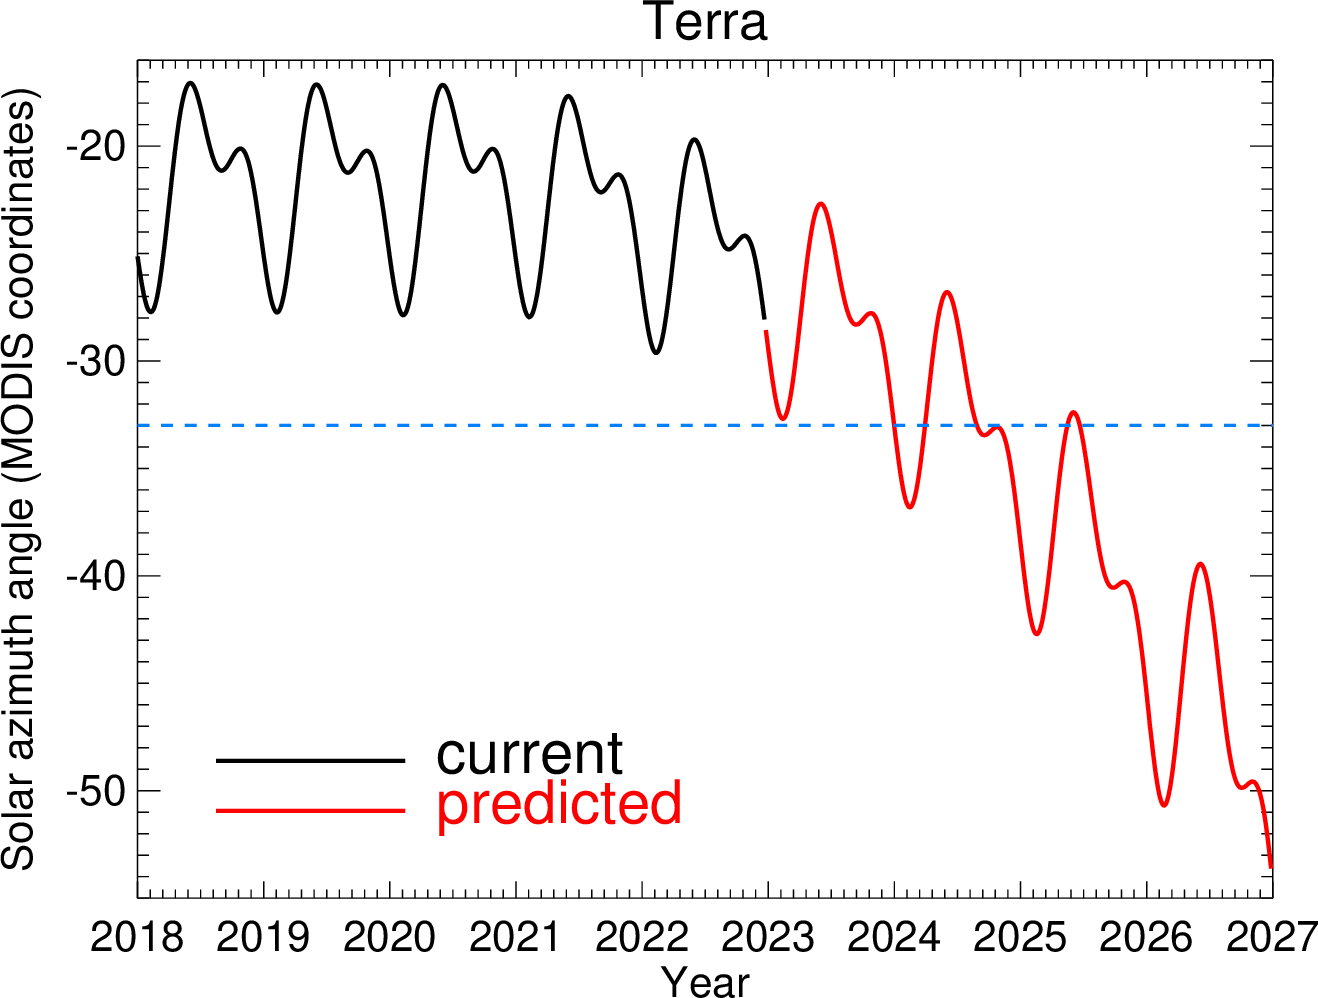 Terra
Solar azimuth angle (MODIS coordinates)
-20
-30
-40
-50
current
predicted
2018 2019 2020 2021 2022 2023 2024 2025 2026 2027
Year